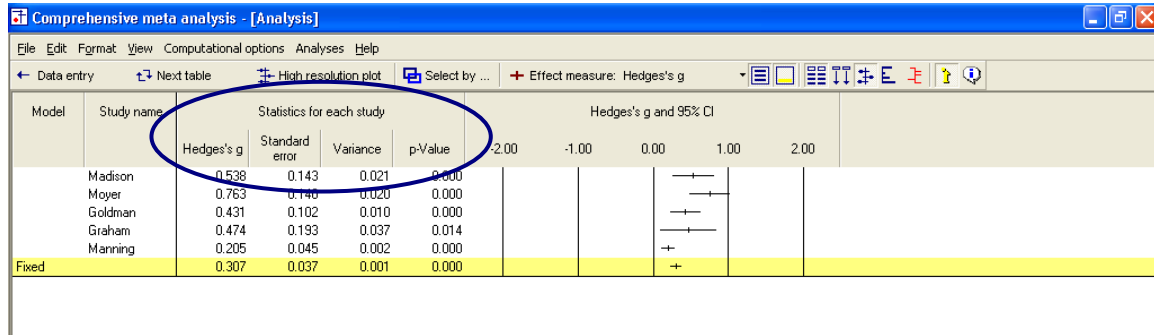 Comprehensive meta analysis - [Analysis]
File Edit Format View Computational options Analyses Help
Data entry Next table High resolution plot Select by ... Effect measure: Hedges's g
Model Study name Statistics for each study Hedges's g and 95% CI
Hedges's g Standard error Variance p-Value -2.00 -1.00 0.00 1.00 2.00
Madison 0.538 0.143 0.021 0.000
Moyer 0.763 0.140 0.020 0.000
Goldman 0.431 0.102 0.010 0.000
Graham 0.474 0.193 0.037 0.014
Manning 0.205 0.045 0.002 0.000
Fixed 0.307 0.037 0.001 0.000